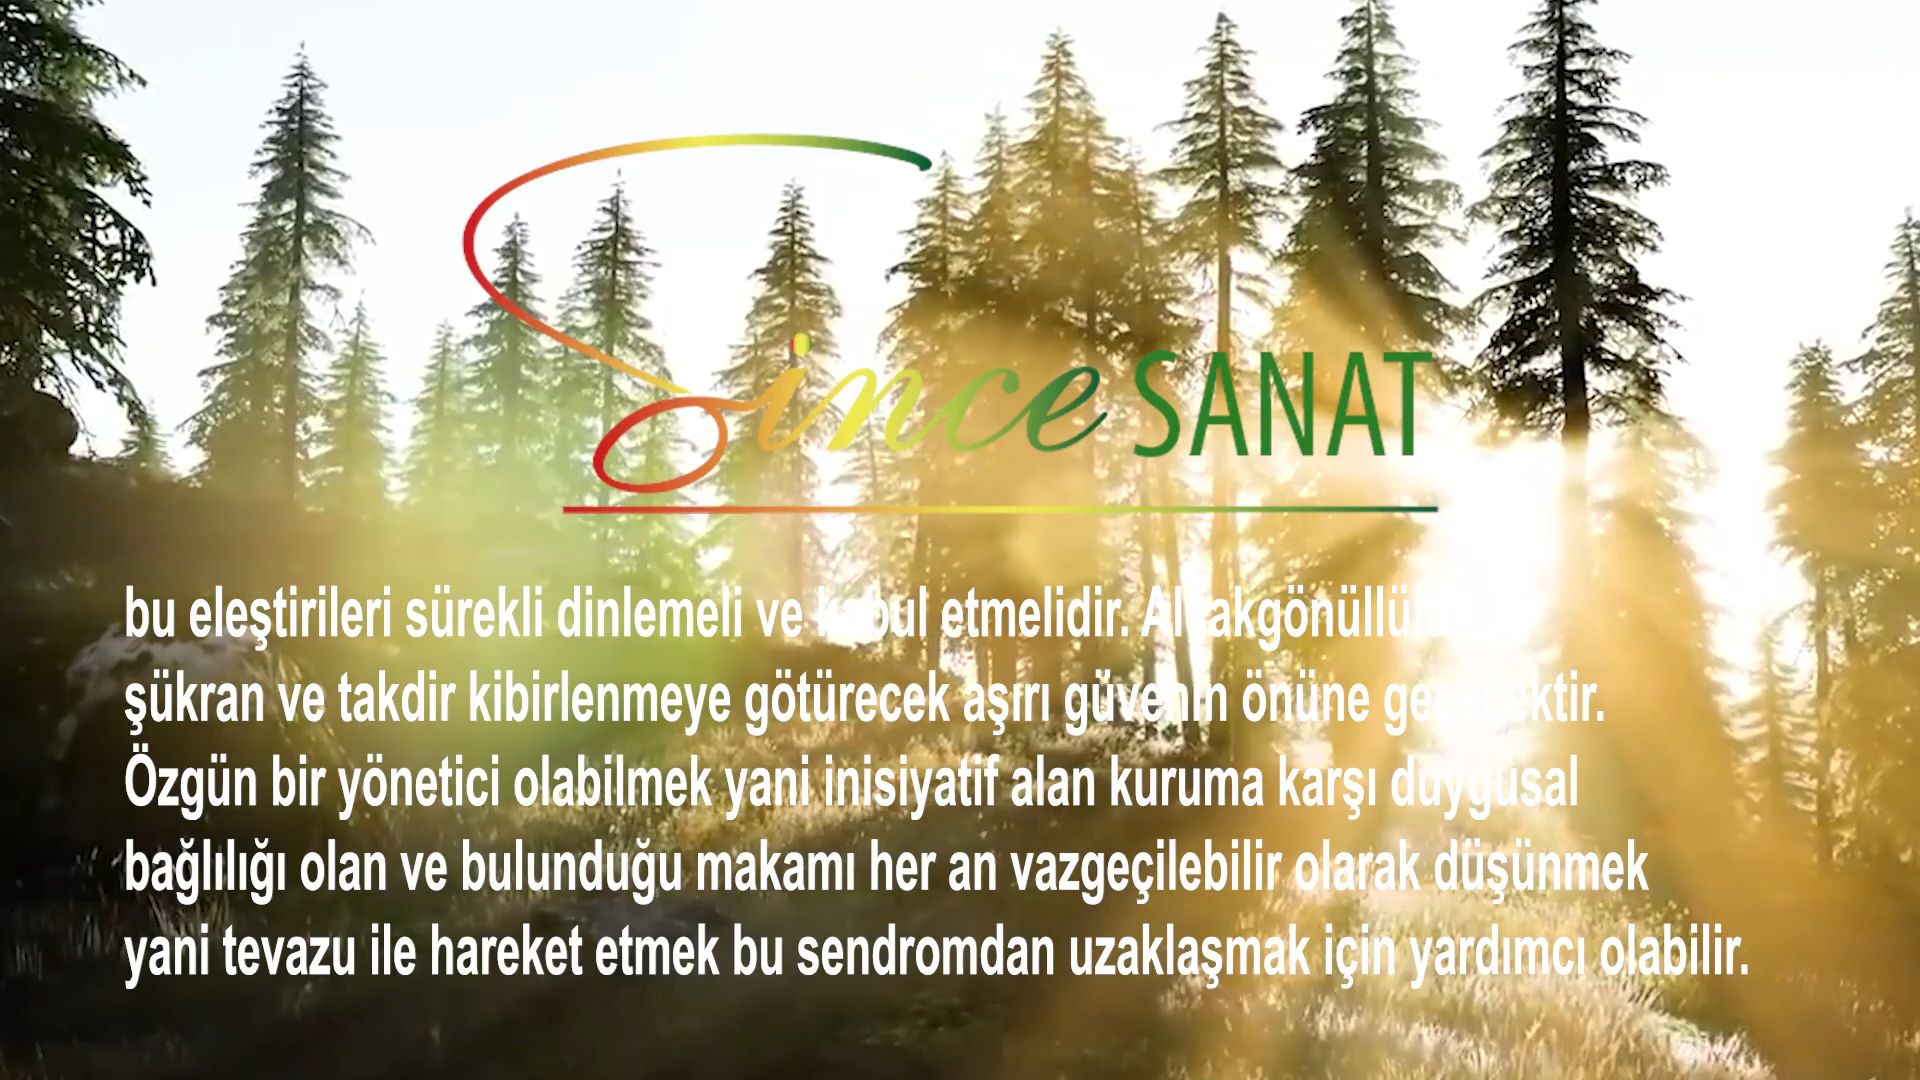 Since SANAT
bu eleştirileri sürekli dinlemeli ve kabul etmelidir.
şükran ve takdir kibirlenmeye götürecek aşırı güvenin önüne geçecektir.
Özgün bir yönetici olabilmek yani inisiyatif alan kuruma karşı duygusal
bağlılığı olan ve bulunduğu makamı her an vazgeçilebilir olarak düşünmek
yani tevazu ile hareket etmek bu sendromdan uzaklaşmak için yardımcı olabilir.